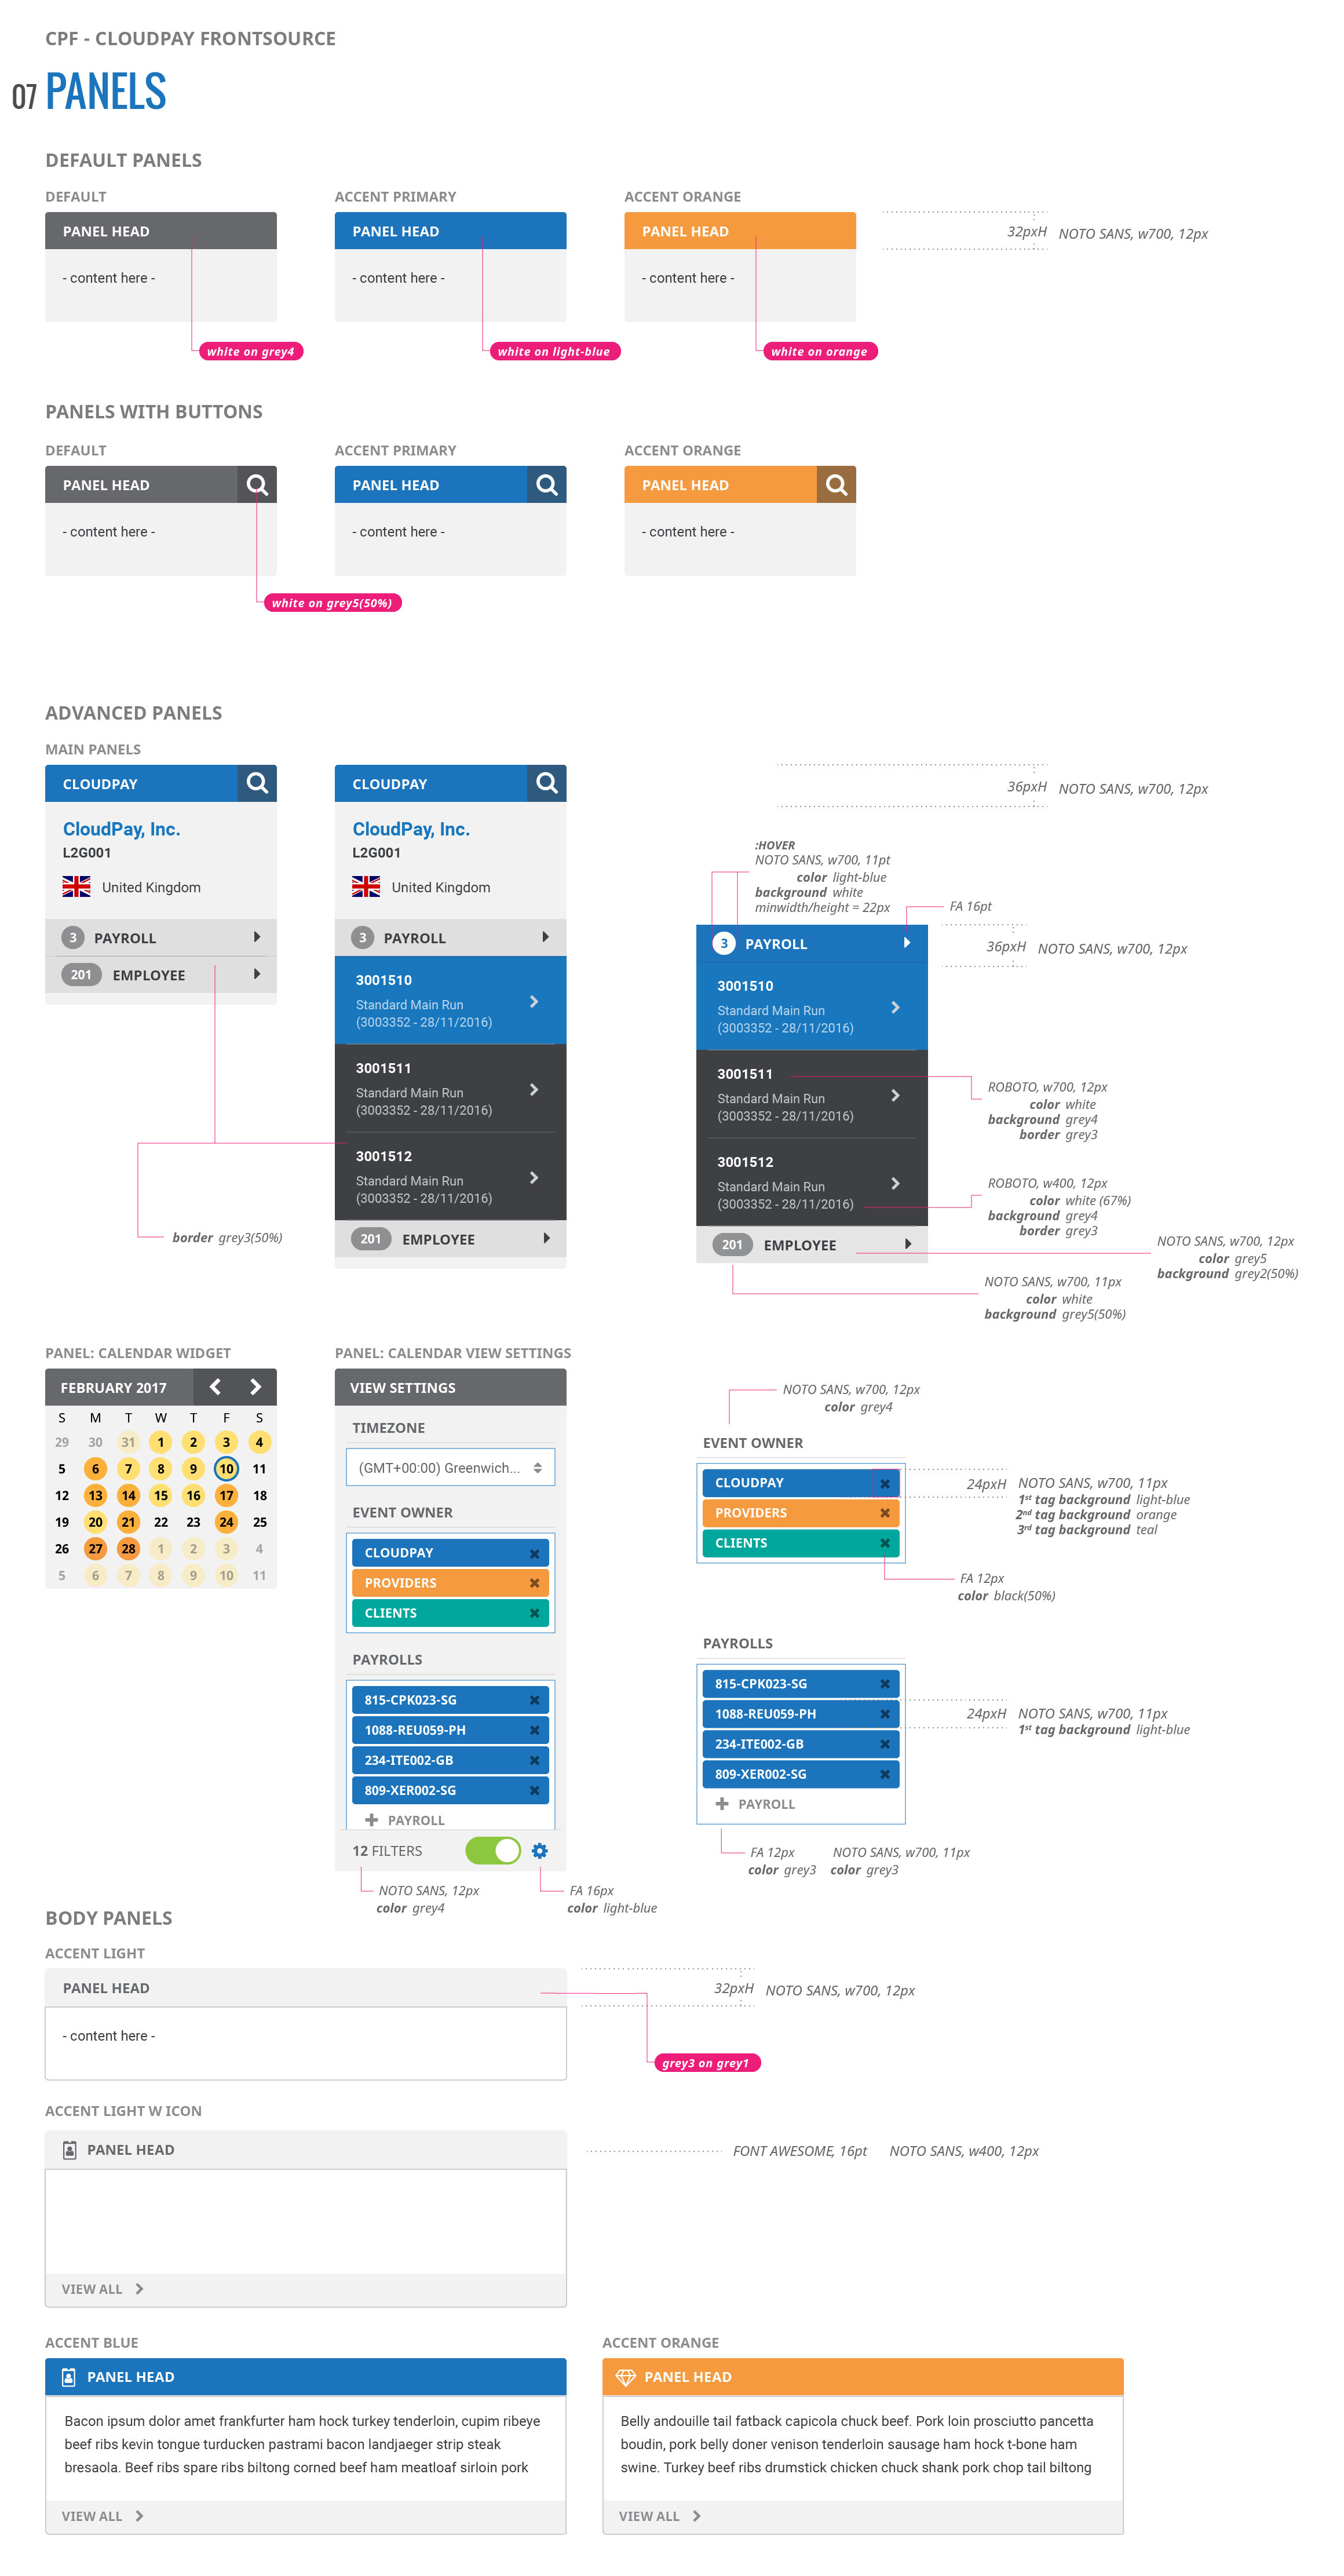 CPF - CLOUDPAY FRONTSOURCE
07 PANELS
DEFAULT PANELS
DEFAULT
ACCENT PRIMARY
ACCENT ORANGE
PANEL HEAD
PANEL HEAD
PANEL HEAD
32pxH
NOTO SANS, w700, 12px
- content here -
- content here -
- content here -
white on grey4
white on light-blue
white on orange
PANELS WITH BUTTONS
DEFAULT
ACCENT PRIMARY
ACCENT ORANGE
PANEL HEAD
PANEL HEAD
PANEL HEAD
- content here -
- content here -
- content here -
white on grey5(50%)
ADVANCED PANELS
MAIN PANELS
CLOUDPAY
CloudPay, Inc.
L2G001
United Kingdom
3 PAYROLL
201 EMPLOYEE
border grey3(50%)
CLOUDPAY
CloudPay, Inc.
L2G001
United Kingdom
3 PAYROLL
3001510
Standard Main Run
(3003352 - 28/11/2016)
3001511
Standard Main Run
(3003352 - 28/11/2016)
3001512
Standard Main Run
(3003352 - 28/11/2016)
201 EMPLOYEE
36pxH
NOTO SANS, w700, 12px
:HOVER
NOTO SANS, w700, 11pt
color light-blue
background white
minwidth/height = 22px
FA 16pt
3 PAYROLL
36pxH
NOTO SANS, w700, 12px
3001510
Standard Main Run
(3003352 - 28/11/2016)
3001511
Standard Main Run
(3003352 - 28/11/2016)
3001512
Standard Main Run
(3003352 - 28/11/2016)
201 EMPLOYEE
ROBOTO, w700, 12px
color white
background grey4
border grey3
ROBOTO, w400, 12px
color white (67%)
background grey4
border grey3
NOTO SANS, w700, 12px
color grey5
background grey2(50%)
NOTO SANS, w700, 11px
color white
background grey5(50%)
PANEL: CALENDAR WIDGET
FEBRUARY 2017
S M T W T F S
29 30 31 1 2 3 4
5 6 7 8 9 10 11
12 13 14 15 16 17 18
19 20 21 22 23 24 25
26 27 28 1 2 3 4
5 6 7 8 9 10 11
PANEL: CALENDAR VIEW SETTINGS
VIEW SETTINGS
TIMEZONE
(GMT+00:00) Greenwich...
EVENT OWNER
CLOUDPAY
PROVIDERS
CLIENTS
PAYROLLS
815-CPK023-SG
1088-REU059-PH
234-ITE002-GB
809-XER002-SG
PAYROLL
12 FILTERS
NOTO SANS, 12px
color grey4
FA 16px
color light-blue
NOTO SANS, w700, 12px
color grey4
EVENT OWNER
CLOUDPAY
PROVIDERS
CLIENTS
24pxH
NOTO SANS, w700, 11px
1st tag background light-blue
2nd tag background orange
3rd tag background teal
FA 12px
color black(50%)
PAYROLLS
815-CPK023-SG
1088-REU059-PH
234-ITE002-GB
809-XER002-SG
PAYROLL
24pxH
NOTO SANS, w700, 11px
1st tag background light-blue
FA 12px
color grey3
NOTO SANS, w700, 11px
color grey3
BODY PANELS
ACCENT LIGHT
PANEL HEAD
- content here -
32pxH
NOTO SANS, w700, 12px
grey3 on grey1
ACCENT LIGHT W ICON
PANEL HEAD
FONT AWESOME, 16pt
NOTO SANS, w400, 12px
VIEW ALL
ACCENT BLUE
PANEL HEAD
Bacon ipsum dolor amet frankfurter ham hock turkey tenderloin, cupim ribeye
beef ribs kevin tongue turducken pastrami bacon landjaeger strip steak
bresaola. Beef ribs spare ribs biltong corned beef ham meatloaf sirloin pork
VIEW ALL
ACCENT ORANGE
PANEL HEAD
Belly andouille tail fatback capicola chuck beef. Pork loin prosciutto pancetta
boudin, pork belly doner venison tenderloin sausage ham hock t-bone ham
swine. Turkey beef ribs drumstick chicken chuck shank pork chop tail biltong
VIEW ALL